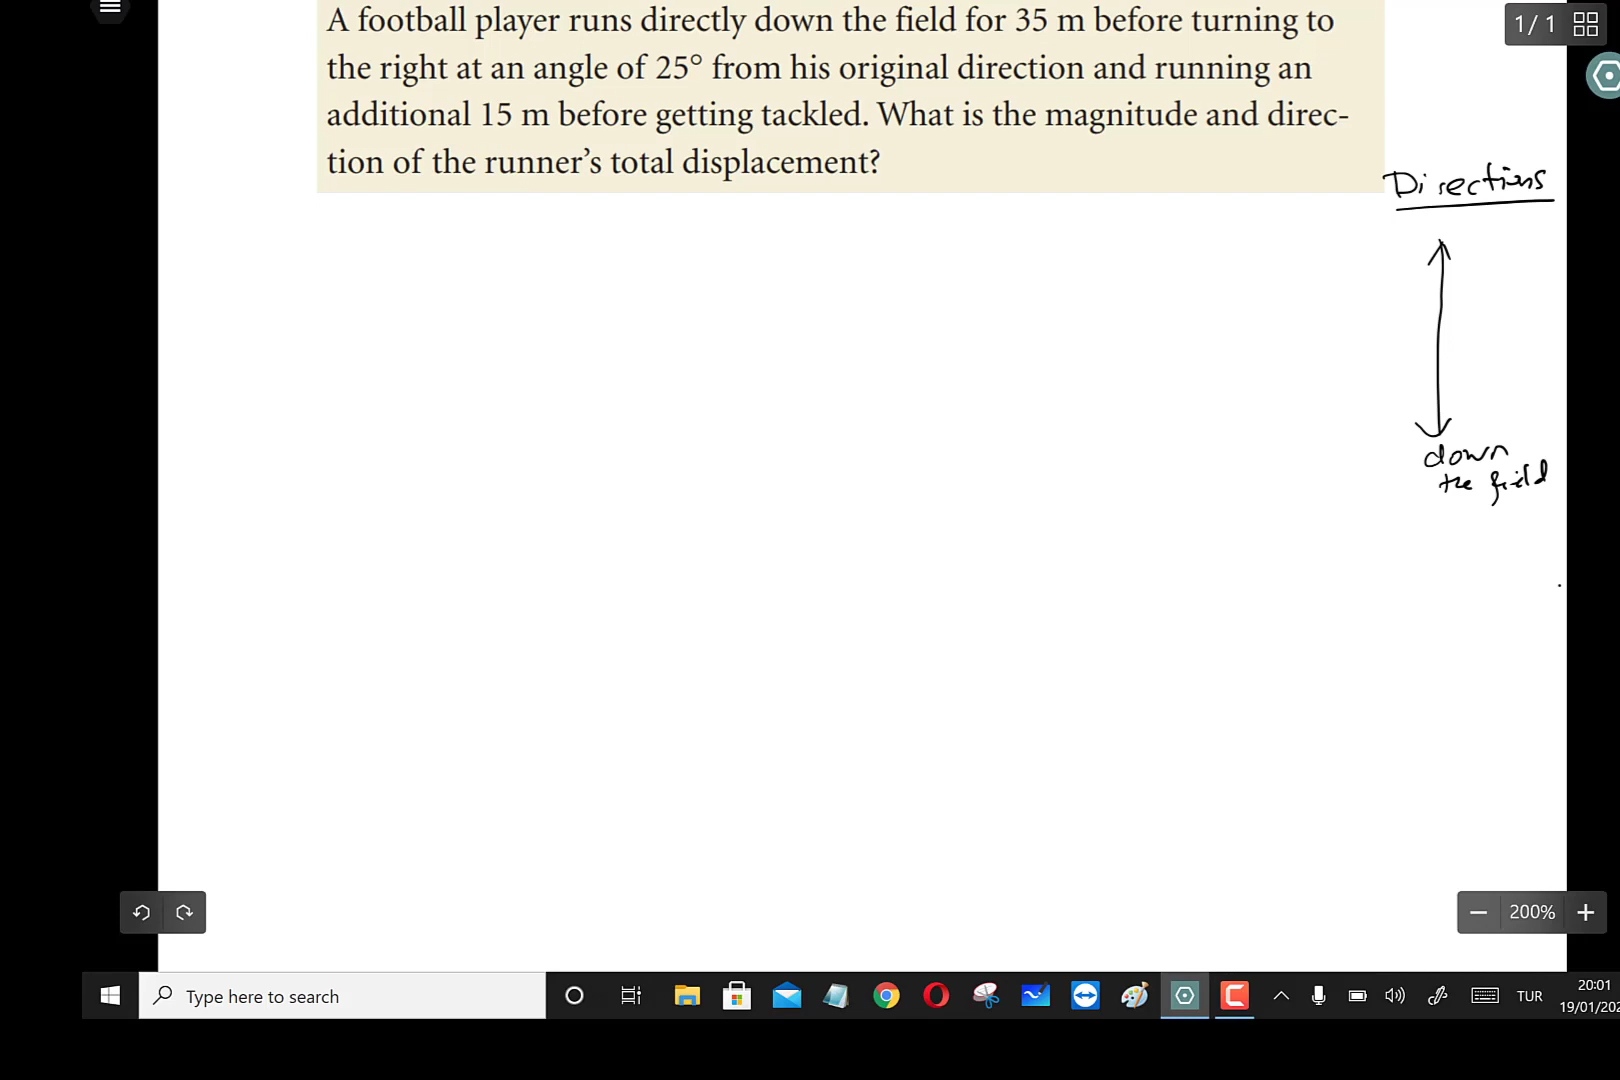 A football player runs directly down the field for 35 m before turning to
the right at an angle of 25° from his original direction and running an
additional 15 m before getting tackled. What is the magnitude and direc-
tion of the runner's total displacement?
1/1
Directions
down
the field
200%
Type here to search
TUR
20:01
19/01/202